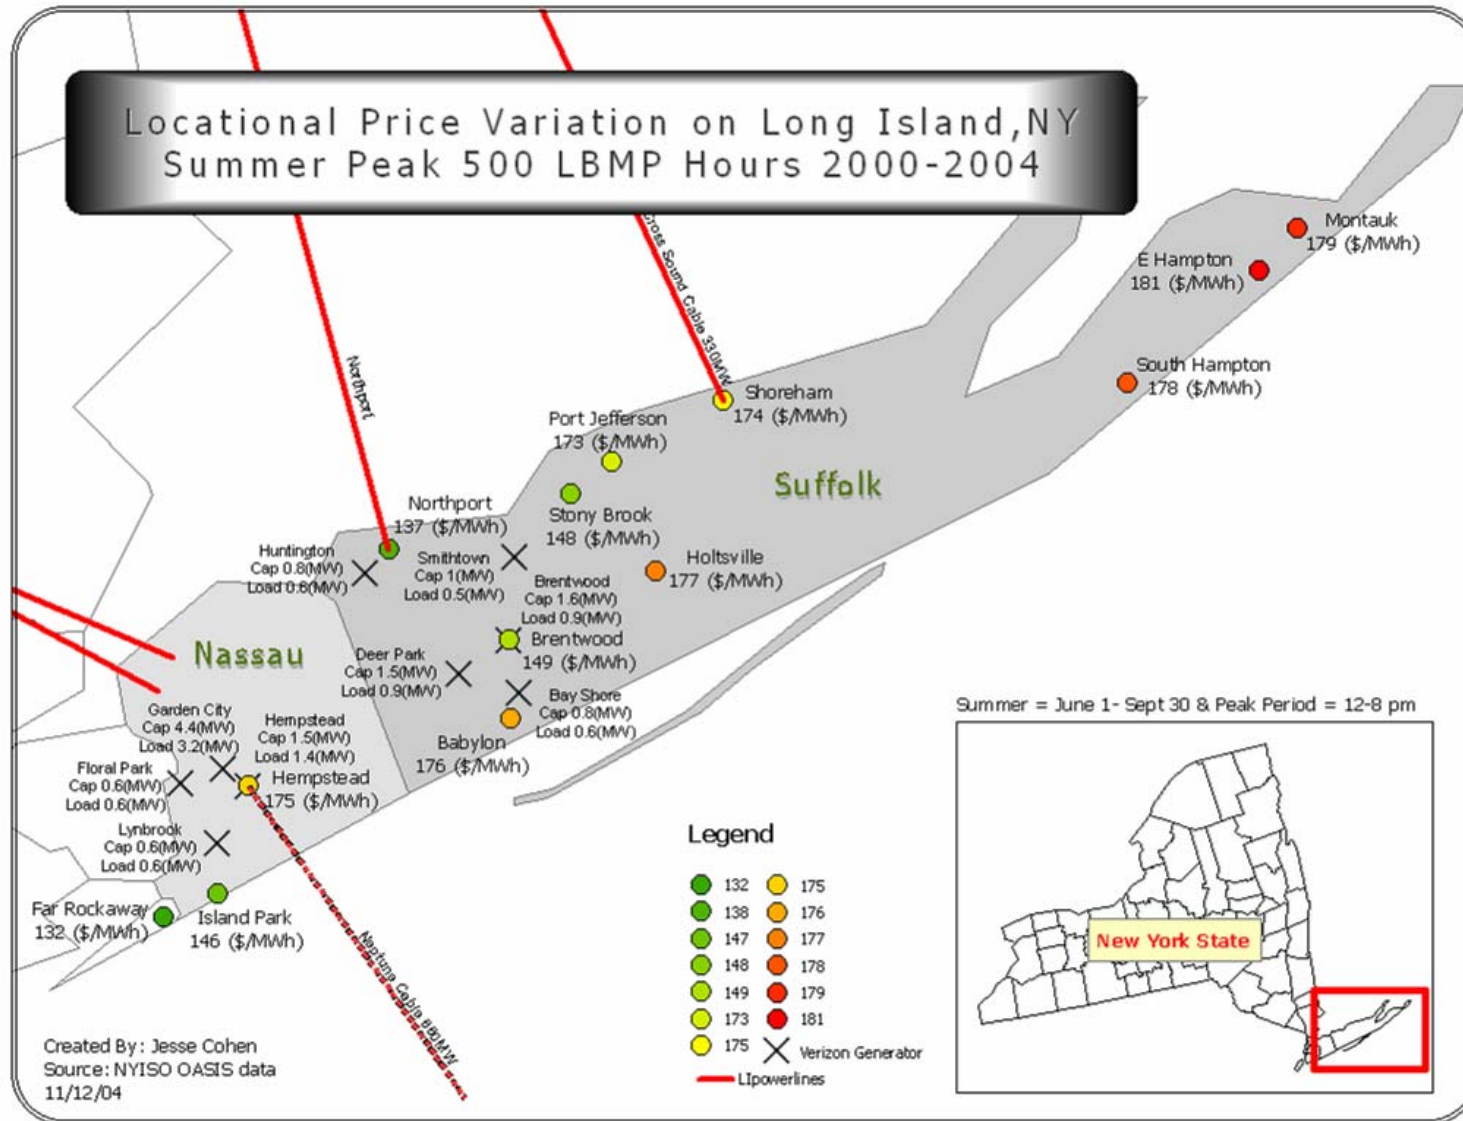 Locational Price Variation on Long Island,NY
Summer Peak 500 LBMP Hours 2000-2004
Cross Sound Cable 330MW
Northport
Montauk
179 ($/MWh)
E Hampton
181 ($/MWh)
South Hampton
178 ($/MWh)
Shoreham
174 ($/MWh)
Port Jefferson
173 ($/MWh)
Suffolk
Stony Brook
148 ($/MWh)
Northport
137 ($/MWh)
Huntington
Cap 0.8(MW)
Load 0.6(MW)
Smithtown
Cap 1(MW)
Load 0.5(MW)
Holtsville
177 ($/MWh)
Brentwood
Cap 1.6(MW)
Load 0.9(MW)
Brentwood
149 ($/MWh)
Nassau
Deer Park
Cap 1.5(MW)
Load 0.9(MW)
Bay Shore
Cap 0.8(MW)
Load 0.6(MW)
Babylon
176 ($/MWh)
Garden City
Cap 4.4(MW)
Load 3.2(MW)
Hempstead
Cap 1.5(MW)
Load 1.4(MW)
Hempstead
175 ($/MWh)
Floral Park
Cap 0.6(MW)
Load 0.6(MW)
Lynbrook
Cap 0.6(MW)
Load 0.6(MW)
Far Rockaway
132 ($/MWh)
Island Park
146 ($/MWh)
Neptune Cable 660MW
Summer = June 1- Sept 30 & Peak Period = 12-8 pm
New York State
Legend
132
138
147
148
149
173
175
175
176
177
178
179
181
Verizon Generator
LIpowerlines
Created By: Jesse Cohen
Source: NYISO OASIS data
11/12/04